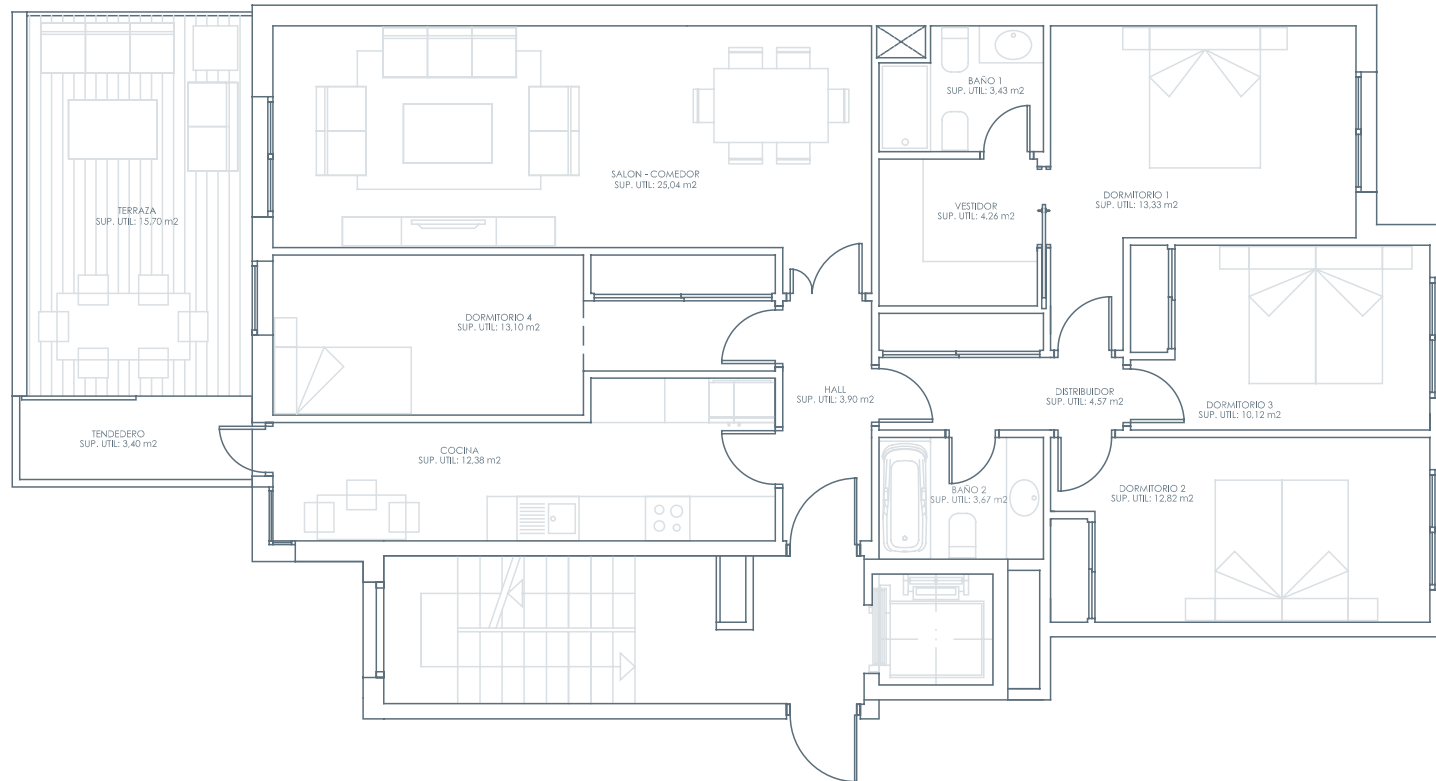 BAÑO 1
SUP. UTIL: 3,43 m2
SALON - COMEDOR
SUP. UTIL: 25,04 m2
TERRAZA
SUP. UTIL: 15,70 m2
VESTIDOR
SUP. UTIL: 4,26 m2
DORMITORIO 1
SUP. UTIL: 13,33 m2
DORMITORIO 4
SUP. UTIL: 13,10 m2
HALL
SUP. UTIL: 3,90 m2
DISTRIBUIDOR
SUP. UTIL: 4,57 m2
DORMITORIO 3
SUP. UTIL: 10,12 m2
TENDEDERO
SUP. UTIL: 3,40 m2
COCINA
SUP. UTIL: 12,38 m2
BAÑO 2
SUP. UTIL: 3,67 m2
DORMITORIO 2
SUP. UTIL: 12,82 m2